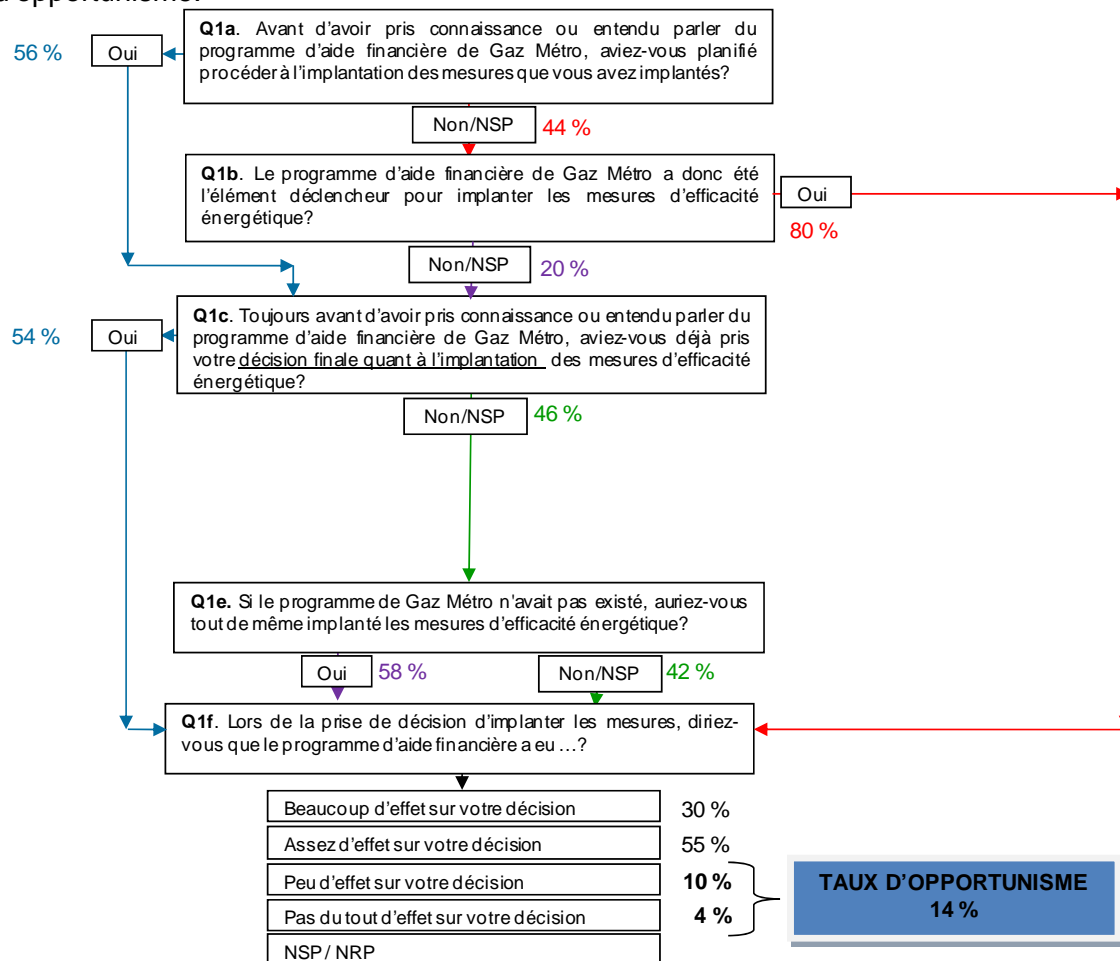 d'opportunisme.
Q1a. Avant d'avoir pris connaissance ou entendu parler du
programme d'aide financière de Gaz Métro, aviez-vous planifié
procéder à l'implantation des mesures que vous avez implantés?
56 %
Oui
Non/NSP
44 %
Q1b. Le programme d'aide financière de Gaz Métro a donc été
l'élément déclencheur pour implanter les mesures d'efficacité
énergétique?
Oui
80 %
Non/NSP
20 %
Q1c. Toujours avant d'avoir pris connaissance ou entendu parler du
programme d'aide financière de Gaz Métro, aviez-vous déjà pris
votre décision finale quant à l'implantation des mesures d'efficacité
énergétique?
54 %
Oui
Non/NSP
46 %
Q1e. Si le programme de Gaz Métro n'avait pas existé, auriez-vous
tout de même implanté les mesures d'efficacité énergétique?
Oui
58 %
Non/NSP
42 %
Q1f. Lors de la prise de décision d'implanter les mesures, diriez-
vous que le programme d'aide financière a eu …?
Beaucoup d'effet sur votre décision
30 %
Assez d'effet sur votre décision
55 %
Peu d'effet sur votre décision
10 %
Pas du tout d'effet sur votre décision
4 %
NSP / NRP
TAUX D'OPPORTUNISME
14 %